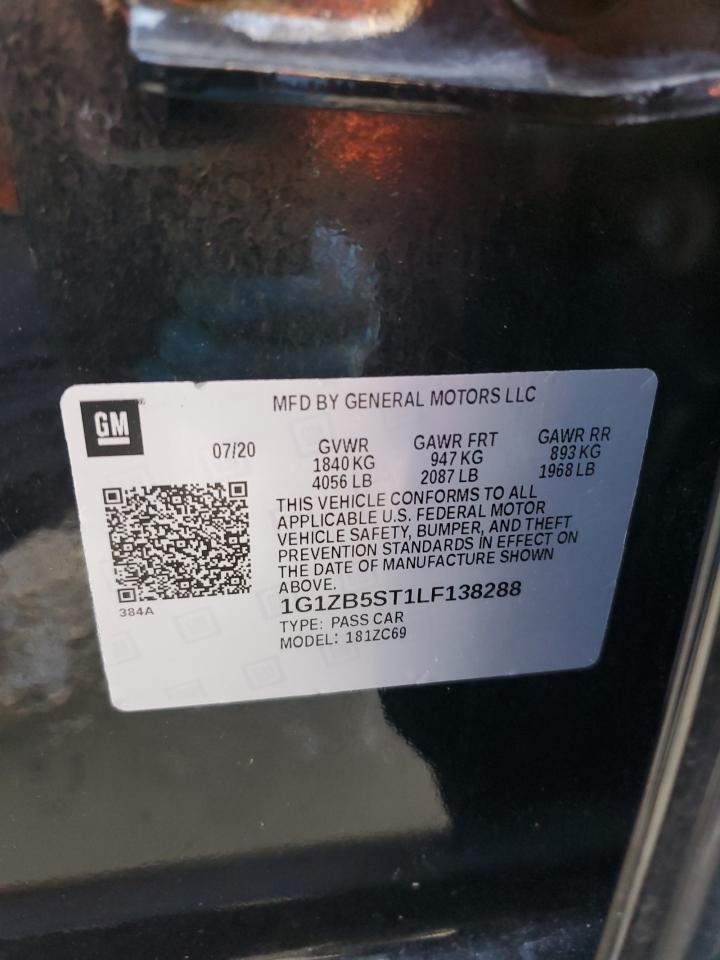 GM
MFD BY GENERAL MOTORS LLC
07/20 GVWR GAWR FRT GAWR RR
1840 KG 947 KG 893 KG
4056 LB 2087 LB 1968 LB
THIS VEHICLE CONFORMS TO ALL
APPLICABLE U.S. FEDERAL MOTOR
VEHICLE SAFETY, BUMPER, AND THEFT
PREVENTION STANDARDS IN EFFECT ON
THE DATE OF MANUFACTURE SHOWN
ABOVE.
384A
1G1ZB5ST1LF138288
TYPE: PASS CAR
MODEL: 181ZC69